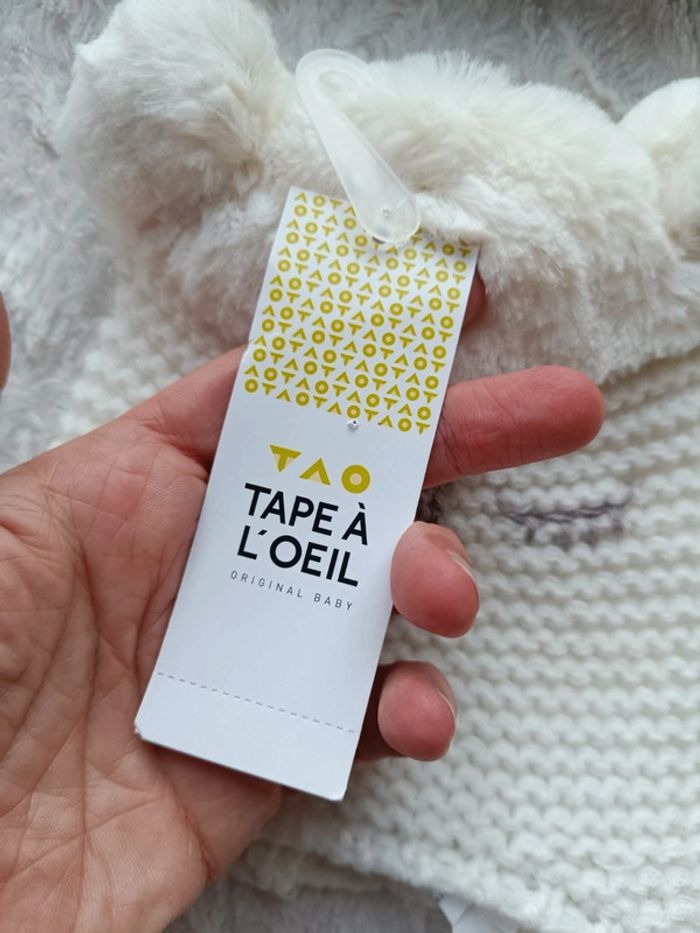 TAO
TAPE À
L'OEIL
ORIGINAL BABY